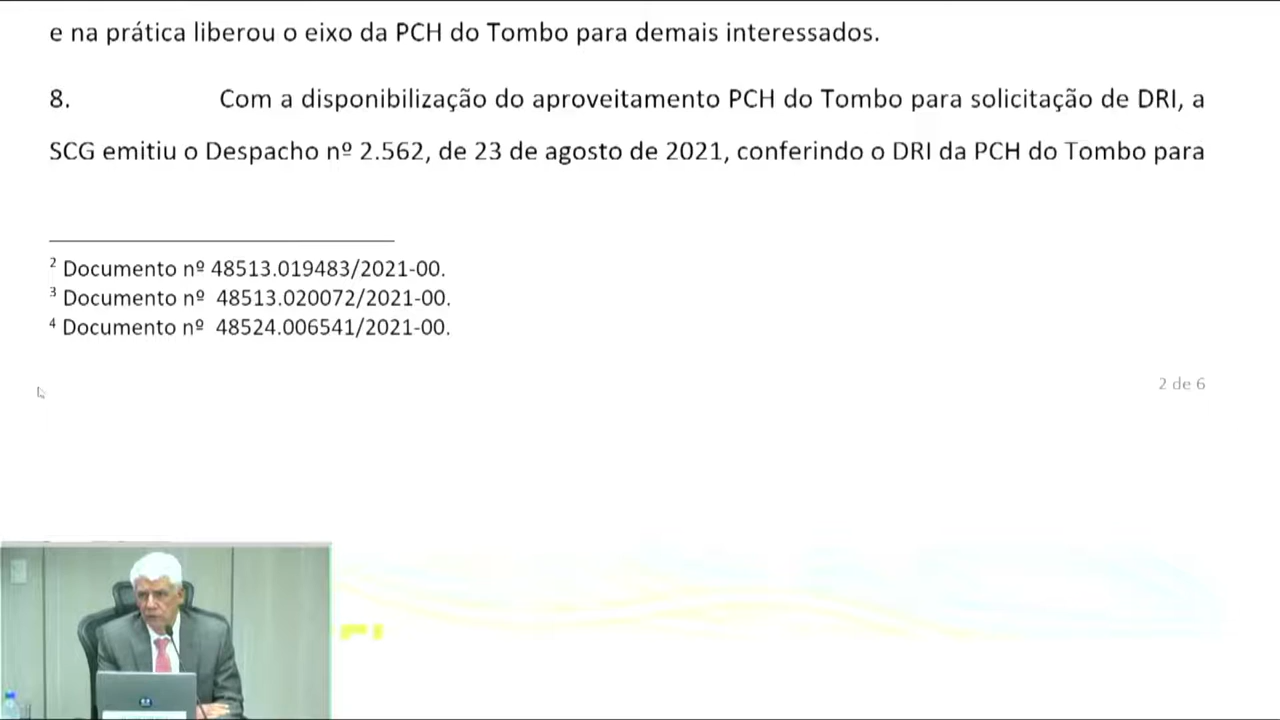 e na prática liberou o eixo da PCH do Tombo para demais interessados.
8. Com a disponibilização do aproveitamento PCH do Tombo para solicitação de DRI, a
SCG emitiu o Despacho nº 2.562, de 23 de agosto de 2021, conferindo o DRI da PCH do Tombo para
2 Documento nº 48513.019483/2021-00.
3 Documento nº 48513.020072/2021-00.
4 Documento nº 48524.006541/2021-00.
2 de 6